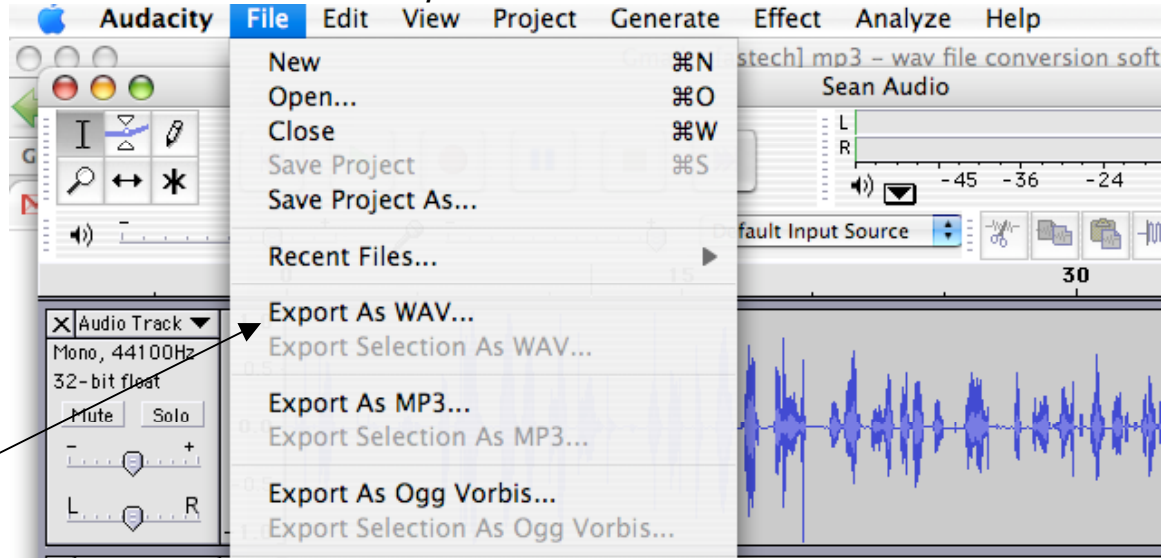 Audacity File Edit View Project Generate Effect Analyze Help
astech] mp3 – wav file conversion soft
Sean Audio
New ⌘N
Open... ⌘O
Close ⌘W
Save Project ⌘S
Save Project As...
Recent Files...
Export As WAV...
Export Selection As WAV...
Export As MP3...
Export Selection As MP3...
Export As Ogg Vorbis...
Export Selection As Ogg Vorbis...
L
R
-45 -36 -24
fault Input Source
15 30
Audio Track
Mono, 44100Hz
32-bit float
Mute Solo
- +
L R